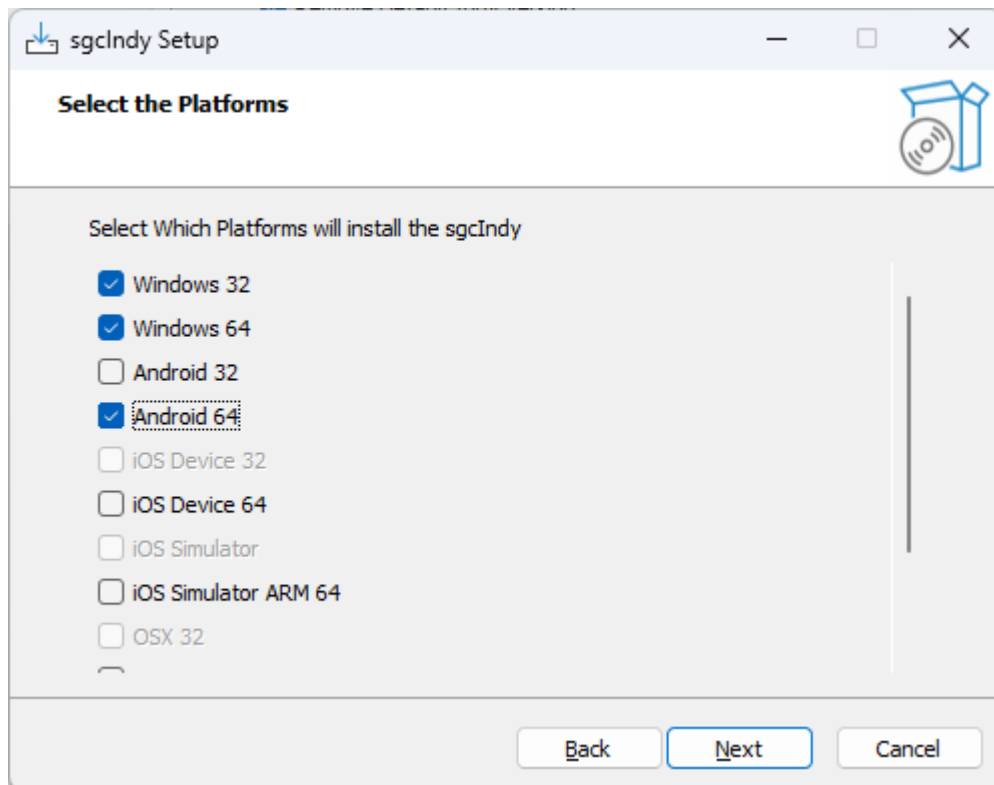 sgcIndy Setup
Select the Platforms
Select Which Platforms will install the sgcIndy
Windows 32
Windows 64
Android 32
Android 64
iOS Device 32
iOS Device 64
iOS Simulator
iOS Simulator ARM 64
OSX 32
Back Next Cancel